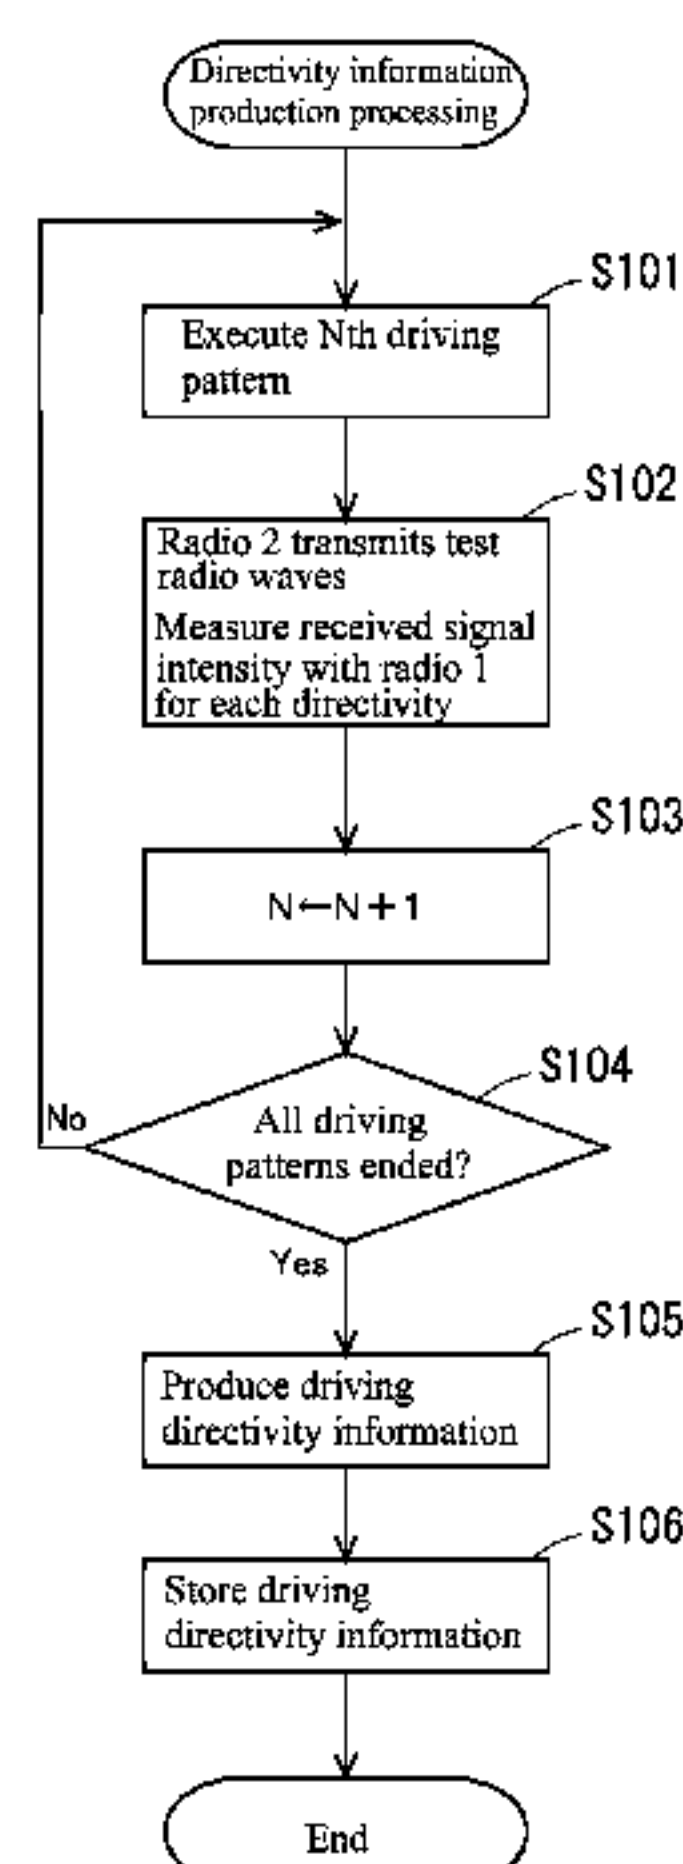 Directivity information
production processing
S101
Execute Nth driving
pattern
S102
Radio 2 transmits test
radio waves
Measure received signal
intensity with radio 1
for each directivity
S103
N←N+1
S104
No
All driving
patterns ended?
Yes
S105
Produce driving
directivity information
S106
Store driving
directivity information
End